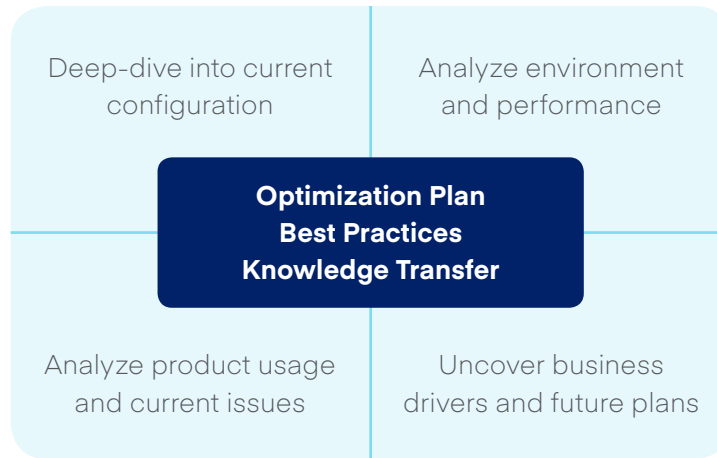 Deep-dive into current
configuration
Analyze environment
and performance
Optimization Plan
Best Practices
Knowledge Transfer
Analyze product usage
and current issues
Uncover business
drivers and future plans